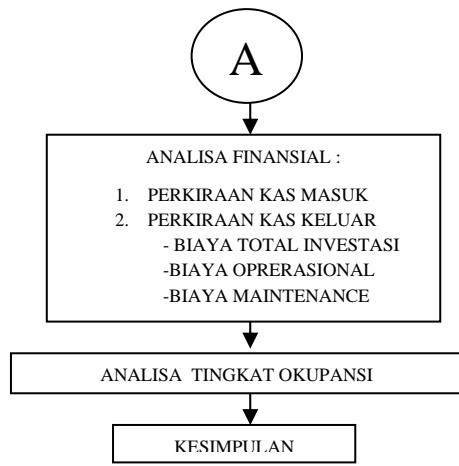 A
ANALISA FINANSIAL :
1. PERKIRAAN KAS MASUK
2. PERKIRAAN KAS KELUAR
- BIAYA TOTAL INVESTASI
-BIAYA OPRERASIONAL
-BIAYA MAINTENANCE
ANALISA TINGKAT OKUPANSI
KESIMPULAN